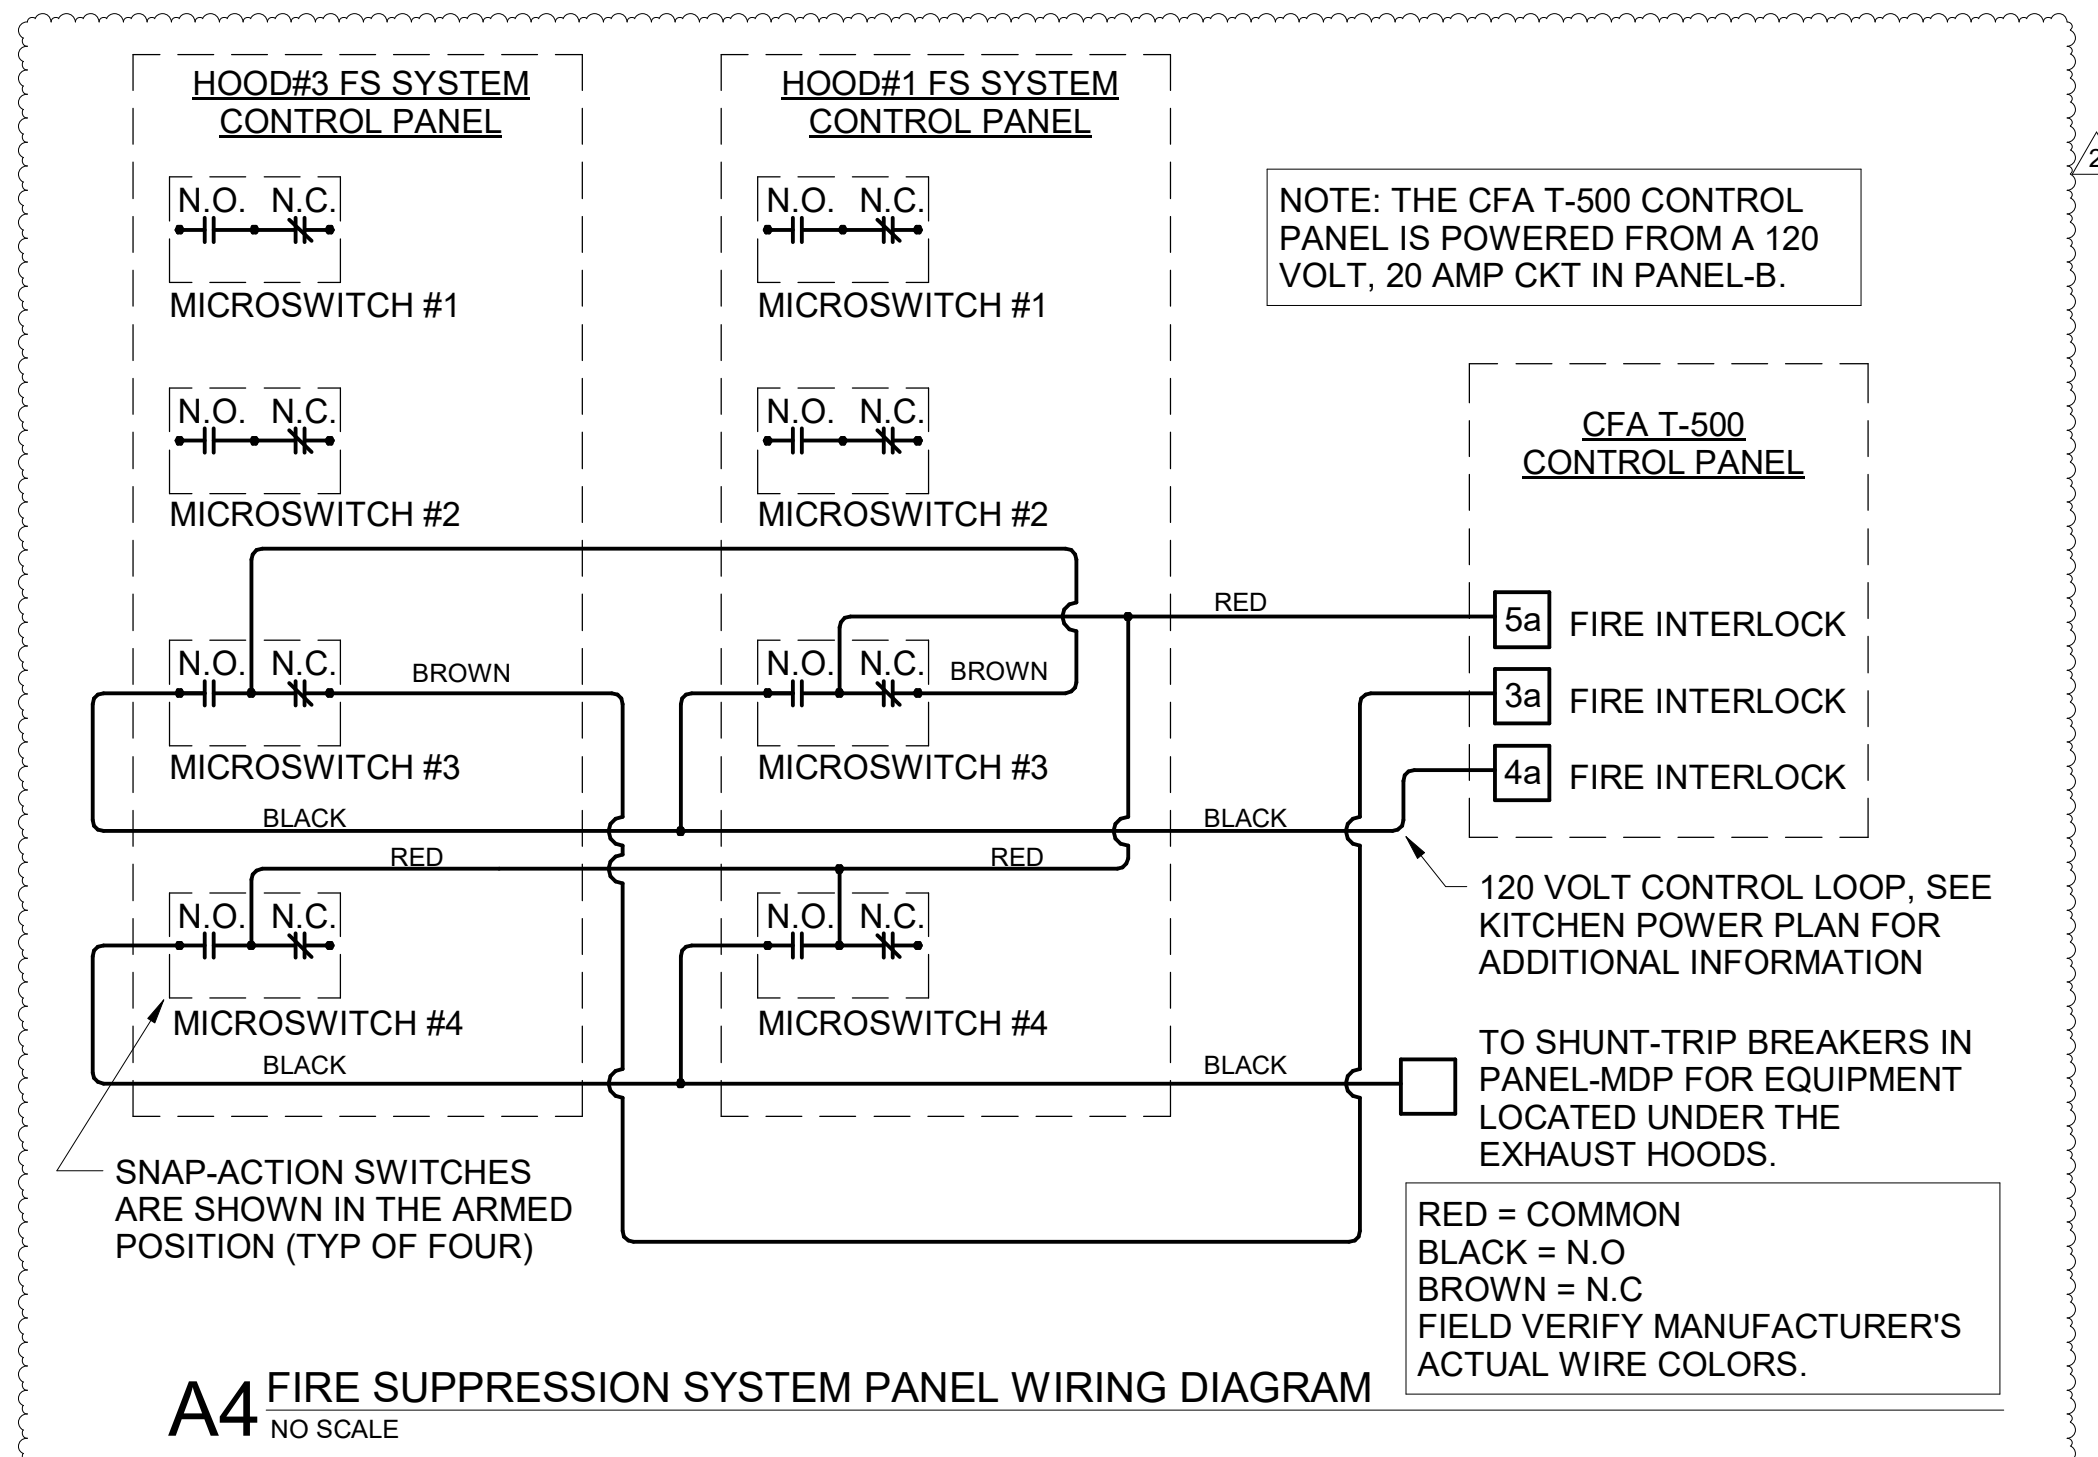 HOOD#3 FS SYSTEM
CONTROL PANEL
N.O. N.C.
MICROSWITCH #1
N.O. N.C.
MICROSWITCH #2
N.O. N.C.
BROWN
MICROSWITCH #3
BLACK
RED
N.O. N.C.
MICROSWITCH #4
BLACK
SNAP-ACTION SWITCHES
ARE SHOWN IN THE ARMED
POSITION (TYP OF FOUR)
HOOD#1 FS SYSTEM
CONTROL PANEL
N.O. N.C.
MICROSWITCH #1
N.O. N.C.
MICROSWITCH #2
N.O. N.C.
BROWN
MICROSWITCH #3
RED
N.O. N.C.
MICROSWITCH #4
2
NOTE: THE CFA T-500 CONTROL
PANEL IS POWERED FROM A 120
VOLT, 20 AMP CKT IN PANEL-B.
CFA T-500
CONTROL PANEL
RED
5a FIRE INTERLOCK
3a FIRE INTERLOCK
4a FIRE INTERLOCK
BLACK
120 VOLT CONTROL LOOP, SEE
KITCHEN POWER PLAN FOR
ADDITIONAL INFORMATION
BLACK
TO SHUNT-TRIP BREAKERS IN
PANEL-MDP FOR EQUIPMENT
LOCATED UNDER THE
EXHAUST HOODS.
RED = COMMON
BLACK = N.O
BROWN = N.C
FIELD VERIFY MANUFACTURER'S
ACTUAL WIRE COLORS.
A4 FIRE SUPPRESSION SYSTEM PANEL WIRING DIAGRAM
NO SCALE